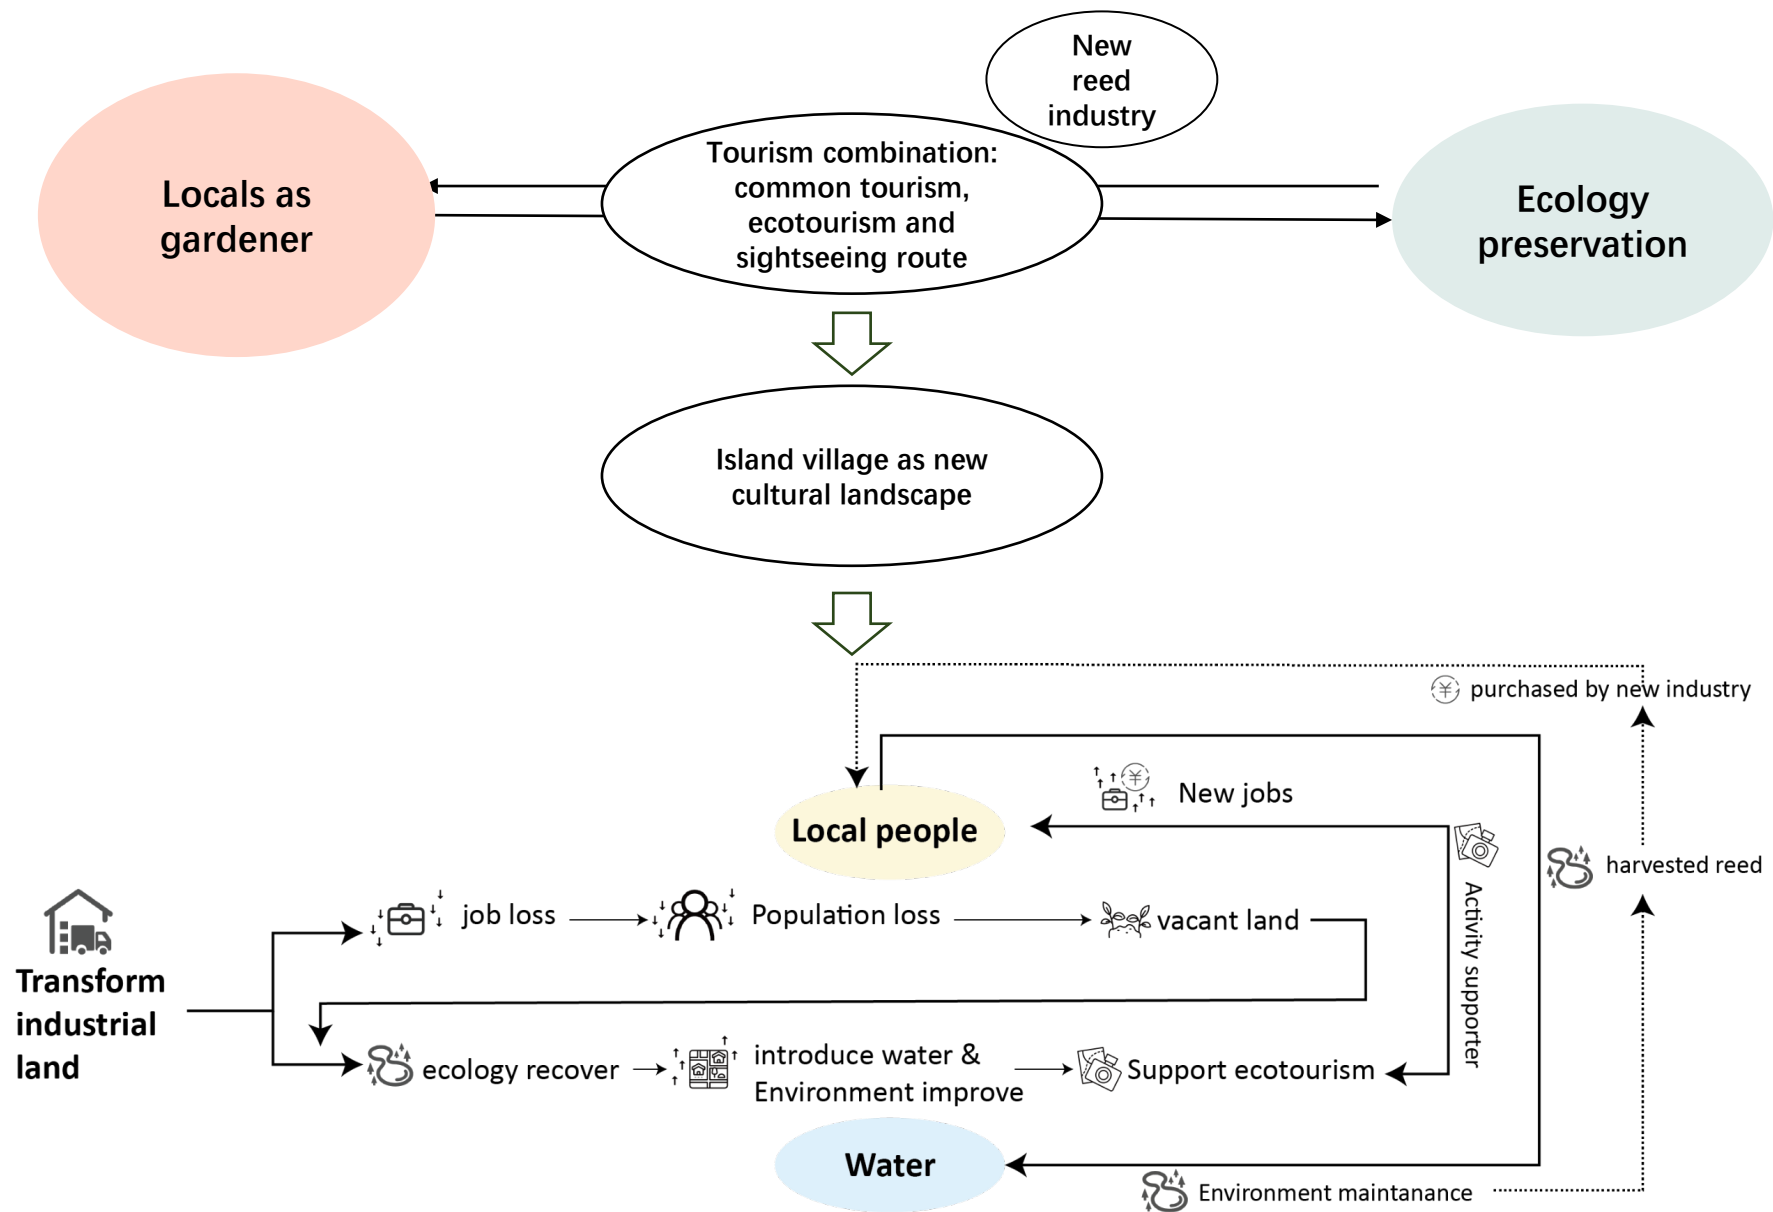 New
reed
industry
Locals as
gardener
Tourism combination:
common tourism,
ecotourism and
sightseeing route
Ecology
preservation
Island village as new
cultural landscape
purchased by new industry
New jobs
Local people
harvested reed
Activity supporter
job loss
Population loss
vacant land
Transform
industrial
land
ecology recover
introduce water &
Environment improve
Support ecotourism
Water
Environment maintanance